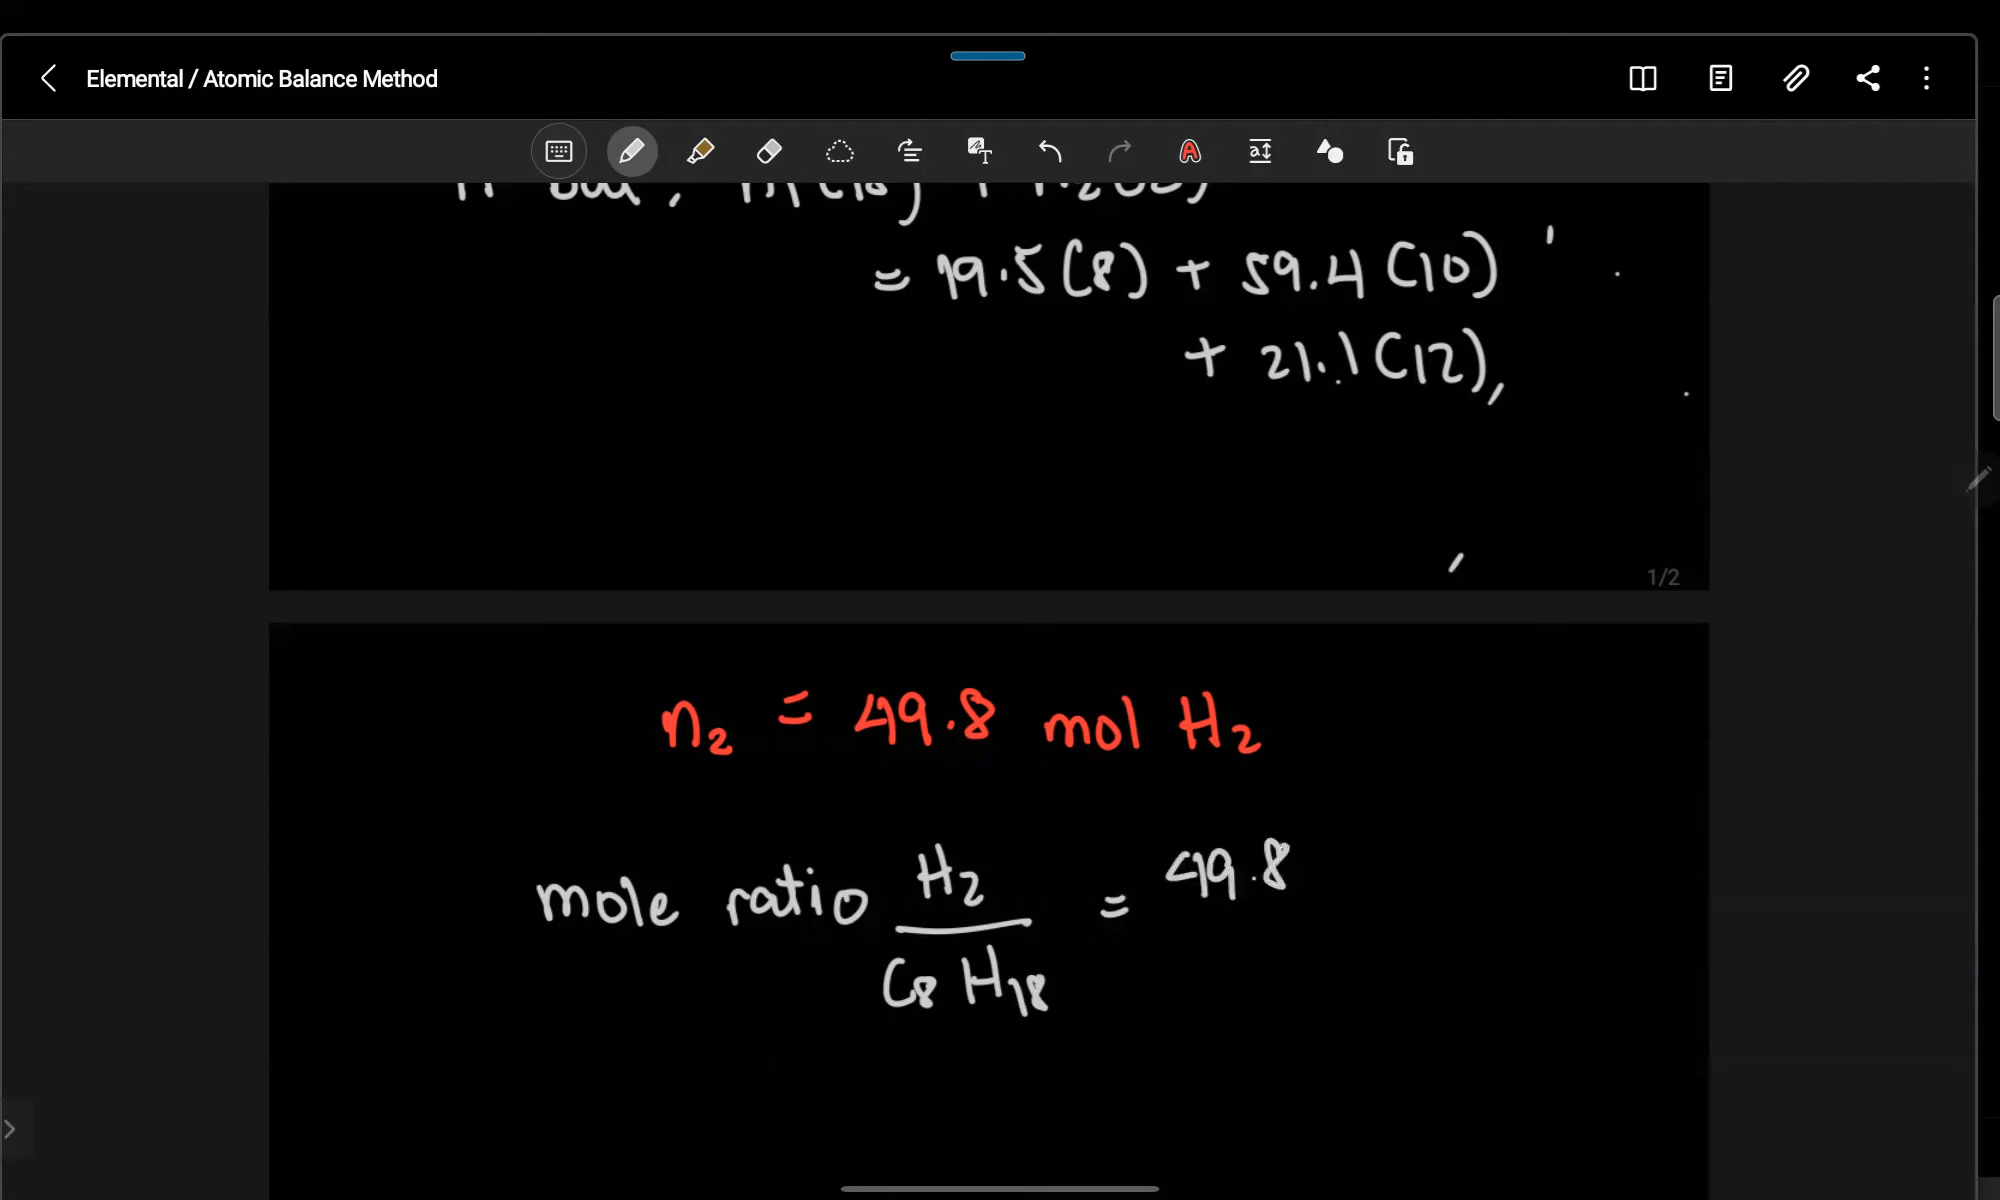 Elemental / Atomic Balance Method
= 19.5(8) + 59.4(10)
+ 21.1(12),
1/2
n₂ = 49.8 mol H₂
mole ratio H₂ / C₈H₁₈ = 49.8